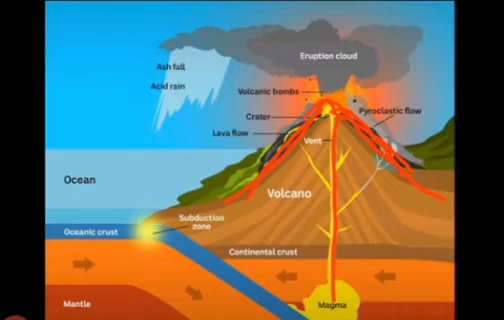 Eruption cloud
Ash fall
Acid rain
Volcanic bombs
Crater
Pyroclastic flow
Lava flow
Vent
Ocean
Volcano
Subduction
zone
Oceanic crust
Continental crust
Mantle
Magma